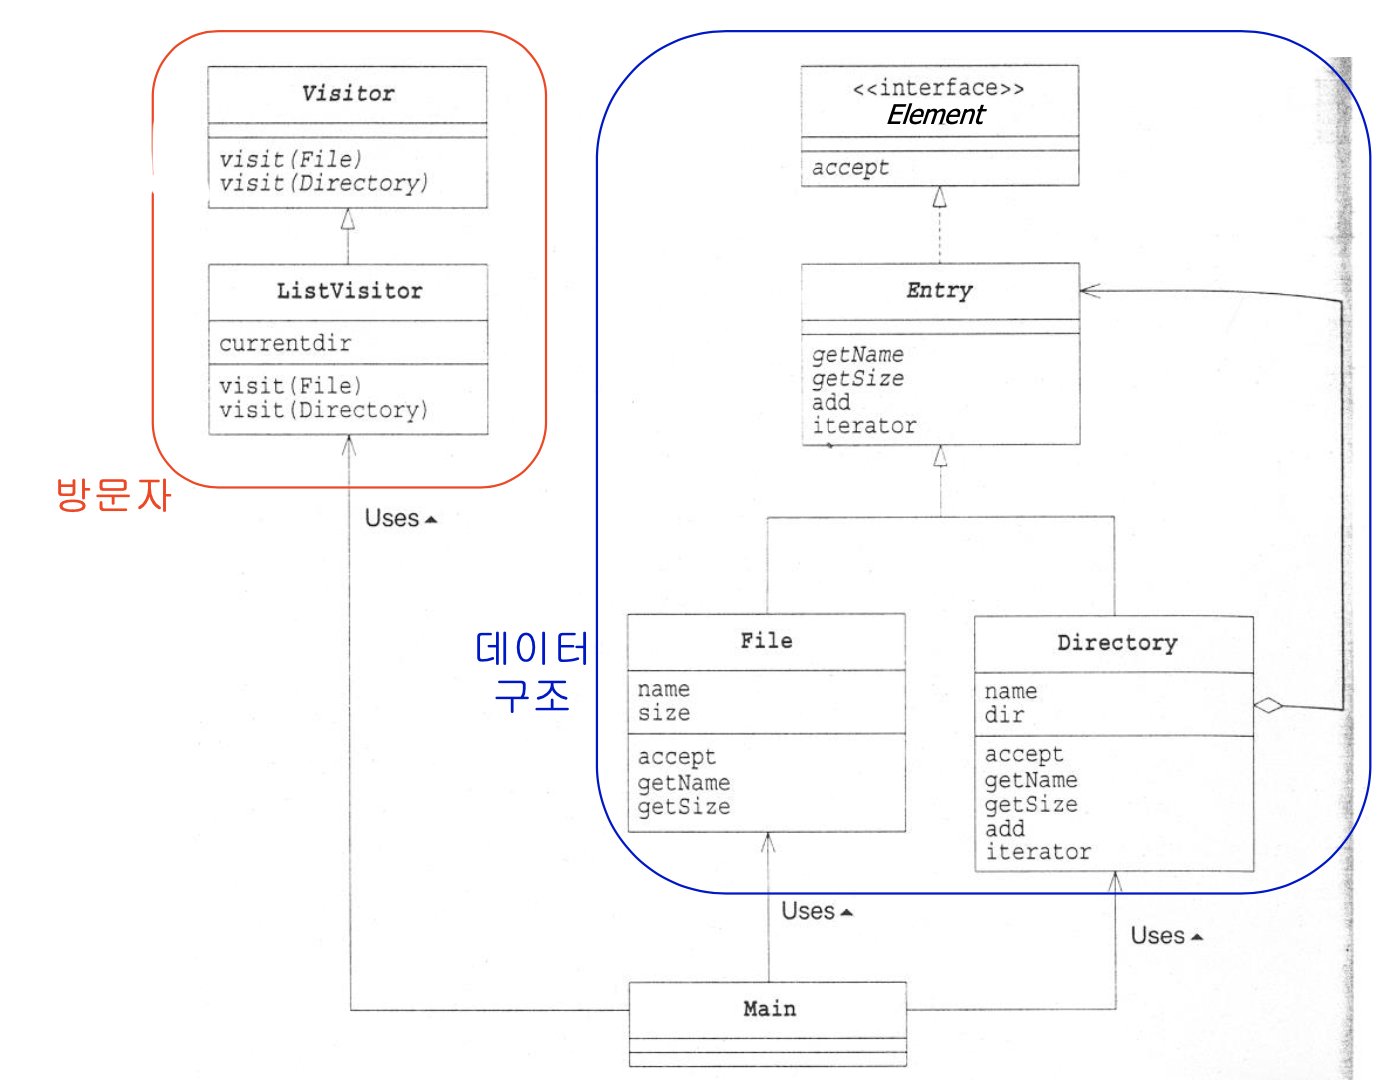 Visitor
visit(File)
visit(Directory)
ListVisitor
currentdir
visit(File)
visit(Directory)
방문자
Uses▲
<<interface>>
Element
accept
Entry
getName
getSize
add
iterator
데이터
구조
File
name
size
accept
getName
getSize
Directory
name
dir
accept
getName
getSize
add
iterator
Uses▲
Uses▲
Main